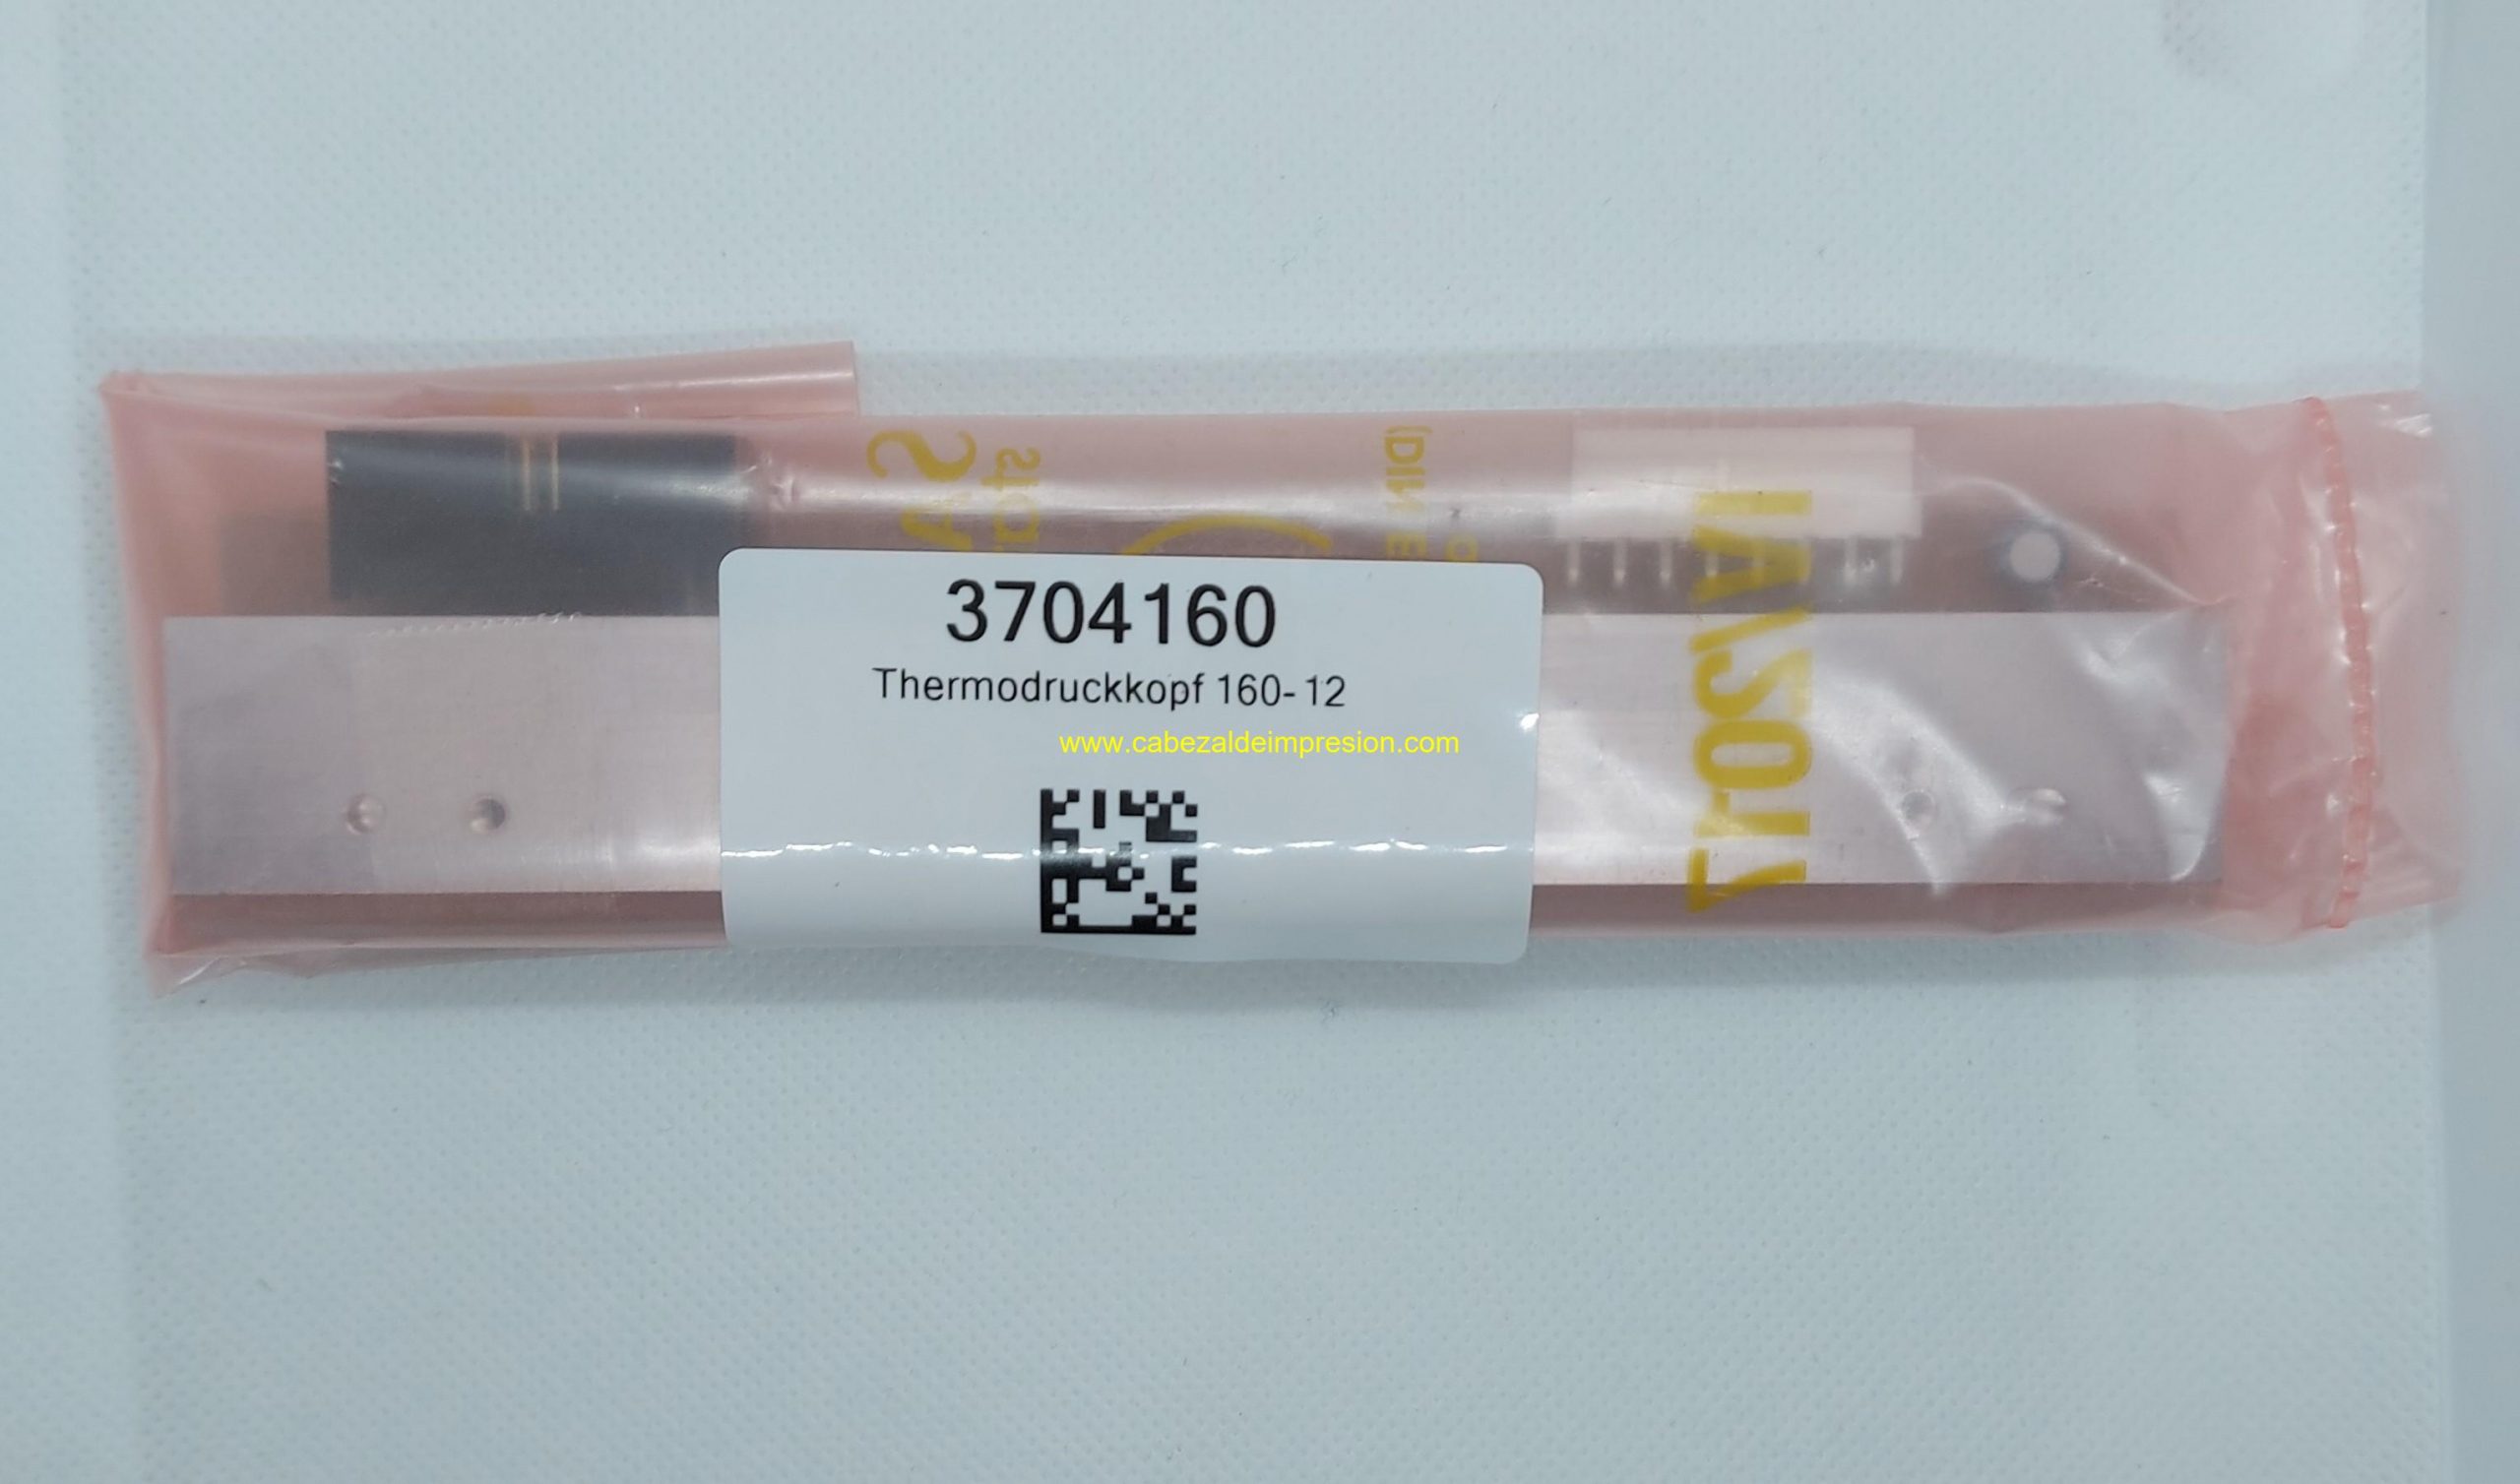 3704160
Thermodruckkopf 160-12
www.cabezaldeimpresion.com